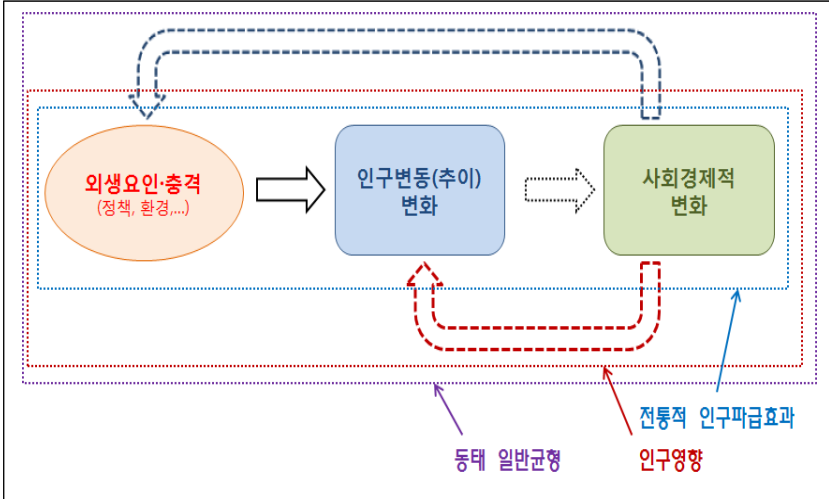 외생요인·충격
(정책, 환경,...)
인구변동(추이)
변화
사회경제적
변화
전통적 인구파급효과
동태 일반균형
인구영향